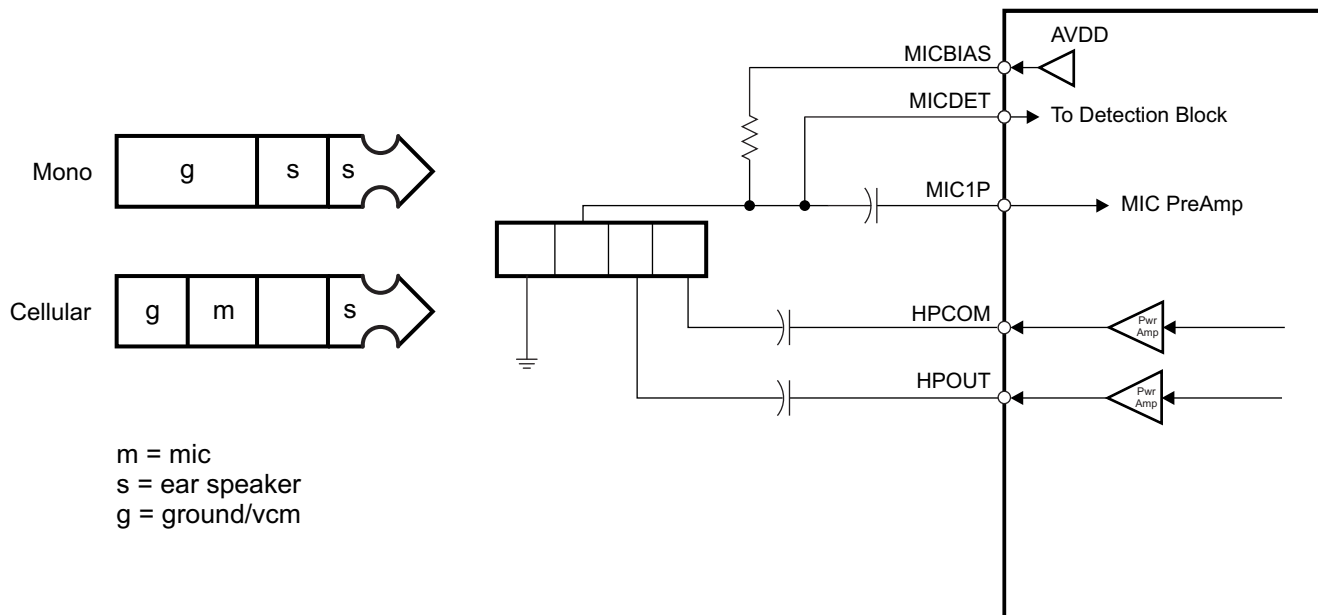 AVDD
MICBIAS
MICDET
To Detection Block
Mono
g
s
s
MIC1P
MIC PreAmp
Cellular
g
m
s
HPCOM
Pwr
Amp
HPOUT
Pwr
Amp
m = mic
s = ear speaker
g = ground/vcm